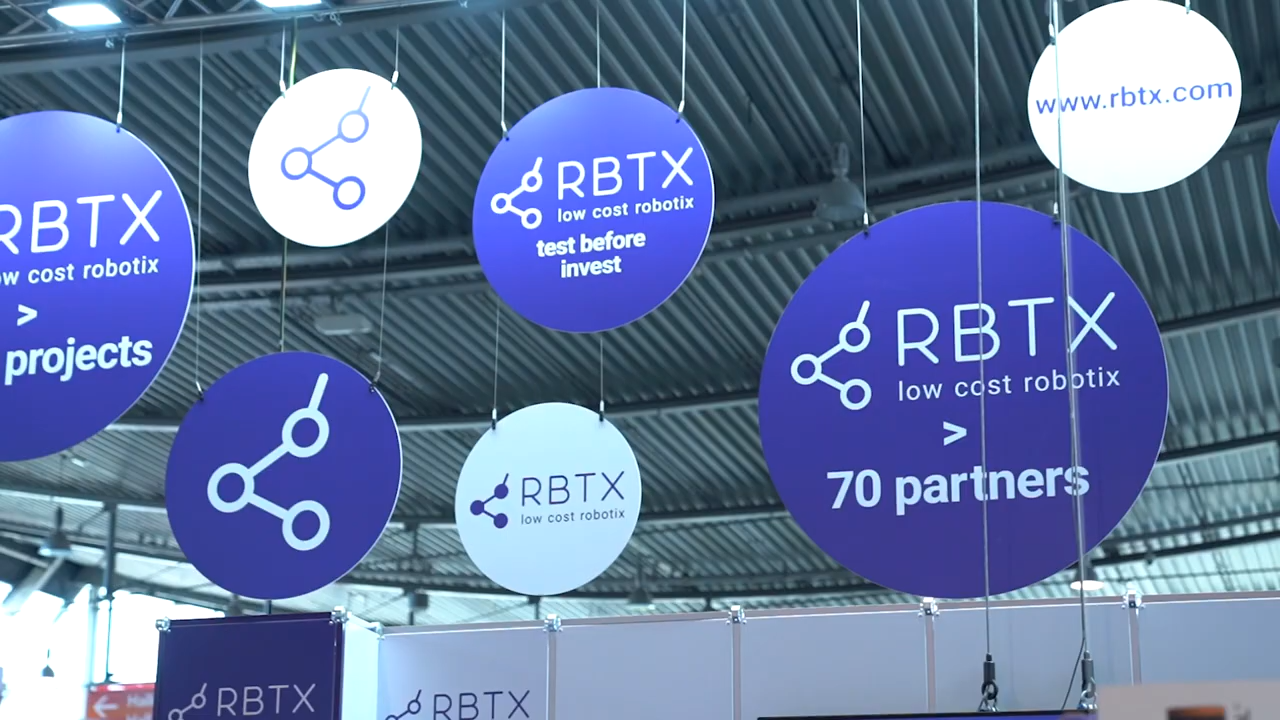 RBTX
low cost robotix
>
projects
RBTX
low cost robotix
test before
invest
www.rbtx.com
RBTX
low cost robotix
>
70 partners
RBTX
low cost robotix
RBTX
RBTX